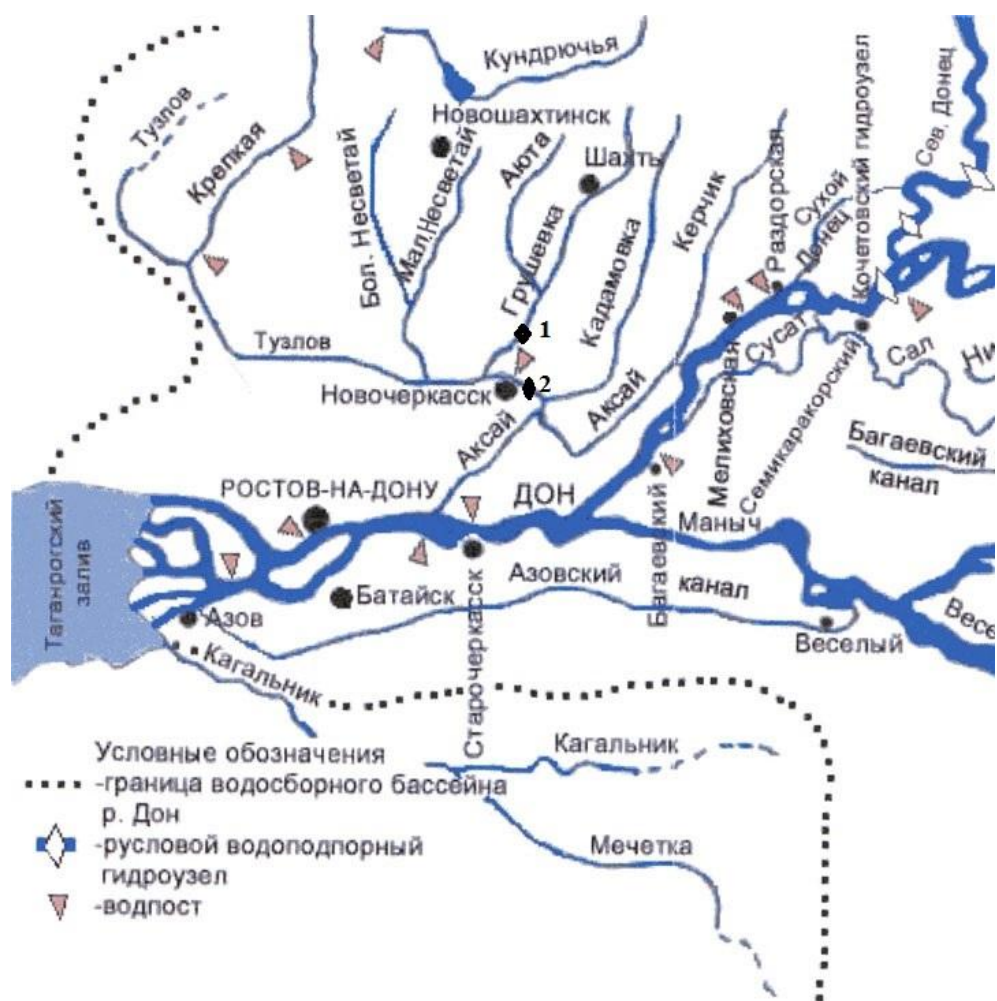 Кундрючья
Тузлов
Крепкая
Новошахтинск
Бол. Несветай
Мал.Несветай
Аюта
Шахты
Грушевка
Кадамовка
Керчик
Раздорская
Сухой
Донец
Кочетовский гидроузел
Сев. Донец
1
Тузлов
Новочеркасск
2
Аксай
Аксай
Мелиховская
Сусат
Семикаракорский
Сал
Ни
Багаевский
канал
РОСТОВ-НА-ДОНУ
ДОН
Маныч
Таганрогский
залив
Батайск
Азовский
канал
Багаевский
Весе
Веселый
Азов
Кагальник
Старочеркасск
Кагальник
Мечетка
Условные обозначения
-граница водосборного бассейна
р. Дон
-русловой водоподпорный
гидроузел
-водпост